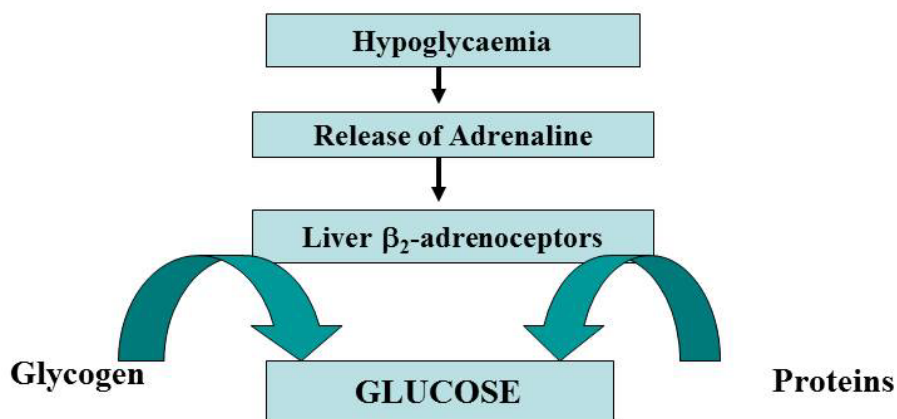 Hypoglycaemia
Release of Adrenaline
Liver β₂-adrenoceptors
Glycogen
GLUCOSE
Proteins